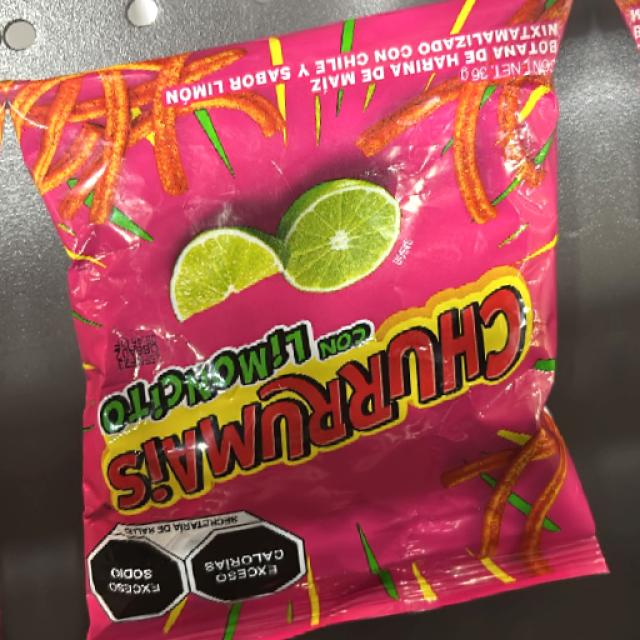 CONT. NET. 36 g
BOTANA DE HARINA DE MAÍZ
NIXTAMALIZADO CON CHILE Y SABOR LIMÓN
CHURRUMAiS
CON LiMONCiTO
EXCESO CALORÍAS
EXCESO SODIO
SECRETARÍA DE SALUD